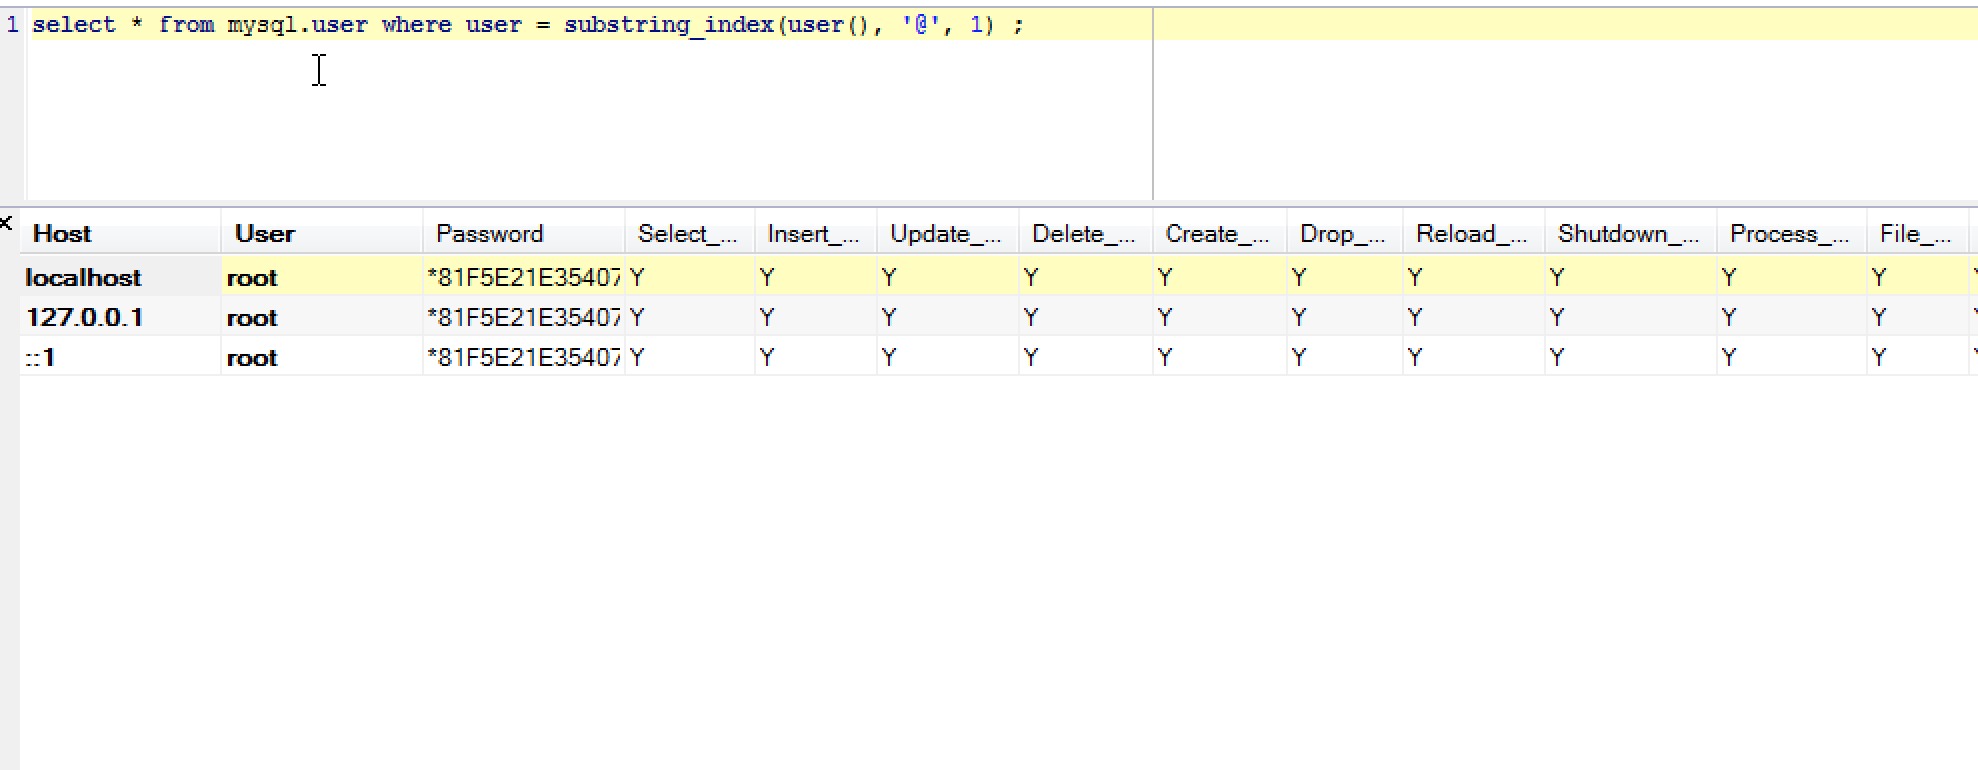 1 select * from mysql.user where user = substring_index(user(), '@', 1) ;
Host User Password Select_... Insert_... Update_... Delete_... Create_... Drop_... Reload_... Shutdown_... Process_... File_...
localhost root *81F5E21E35407 Y Y Y Y Y Y Y Y Y Y
127.0.0.1 root *81F5E21E35407 Y Y Y Y Y Y Y Y Y Y
::1 root *81F5E21E35407 Y Y Y Y Y Y Y Y Y Y